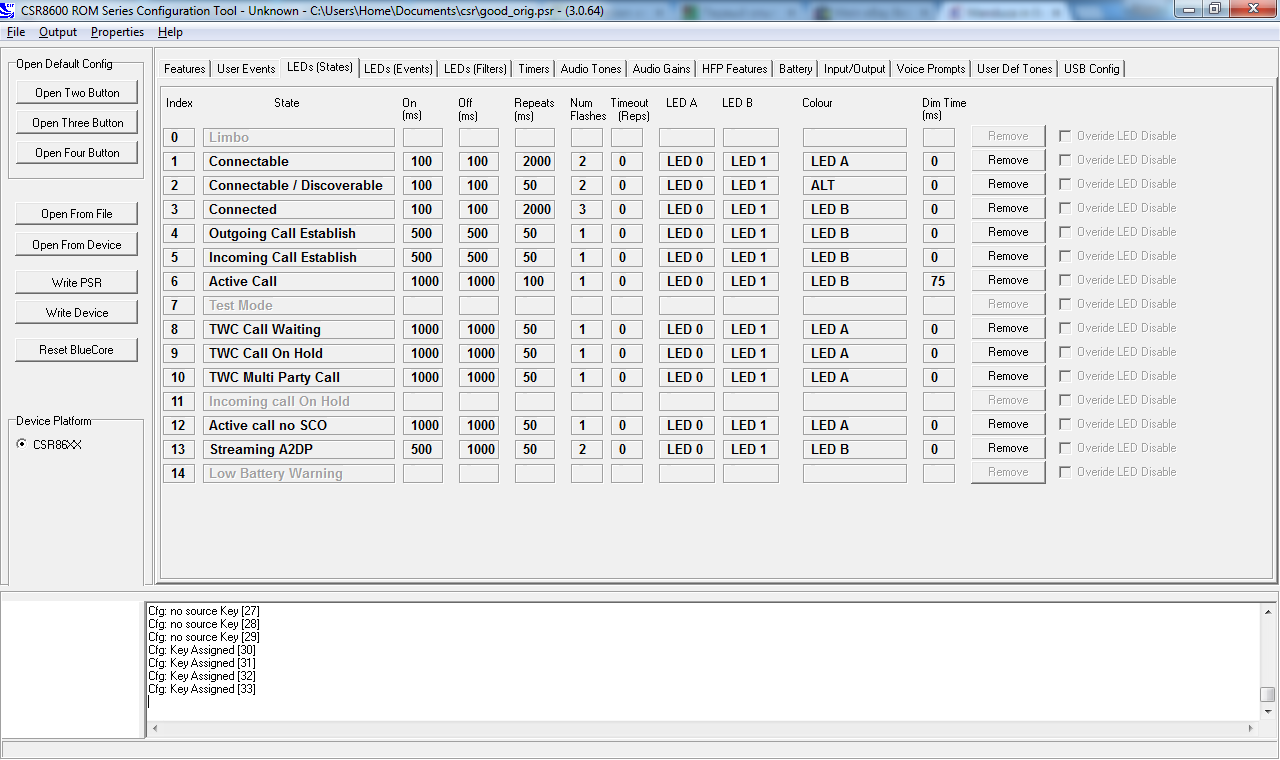 CSR8600 ROM Series Configuration Tool - Unknown - C:\Users\Home\Documents\csr\good_orig.psr - (3.0.64)
File Output Properties Help
Open Default Config
Open Two Button
Open Three Button
Open Four Button
Open From File
Open From Device
Write PSR
Write Device
Reset BlueCore
Device Platform
CSR86XX
Features User Events LEDs (States) LEDs (Events) LEDs (Filters) Timers Audio Tones Audio Gains HFP Features Battery Input/Output Voice Prompts User Def Tones USB Config
Index State On (ms) Off (ms) Repeats (ms) Num Flashes Timeout (Reps) LED A LED B Colour Dim Time (ms)
0 Limbo Remove Overide LED Disable
1 Connectable 100 100 2000 2 0 LED 0 LED 1 LED A 0 Remove Overide LED Disable
2 Connectable / Discoverable 100 100 50 2 0 LED 0 LED 1 ALT 0 Remove Overide LED Disable
3 Connected 100 100 2000 3 0 LED 0 LED 1 LED B 0 Remove Overide LED Disable
4 Outgoing Call Establish 500 500 50 1 0 LED 0 LED 1 LED B 0 Remove Overide LED Disable
5 Incoming Call Establish 500 500 50 1 0 LED 0 LED 1 LED B 0 Remove Overide LED Disable
6 Active Call 1000 1000 100 1 0 LED 0 LED 1 LED B 75 Remove Overide LED Disable
7 Test Mode Remove Overide LED Disable
8 TWC Call Waiting 1000 1000 50 1 0 LED 0 LED 1 LED A 0 Remove Overide LED Disable
9 TWC Call On Hold 1000 1000 50 1 0 LED 0 LED 1 LED A 0 Remove Overide LED Disable
10 TWC Multi Party Call 1000 1000 50 1 0 LED 0 LED 1 LED A 0 Remove Overide LED Disable
11 Incoming call On Hold Remove Overide LED Disable
12 Active call no SCO 1000 1000 50 1 0 LED 0 LED 1 LED A 0 Remove Overide LED Disable
13 Streaming A2DP 500 1000 50 2 0 LED 0 LED 1 LED B 0 Remove Overide LED Disable
14 Low Battery Warning Remove Overide LED Disable
Cfg: no source Key [27]
Cfg: no source Key [28]
Cfg: no source Key [29]
Cfg: Key Assigned [30]
Cfg: Key Assigned [31]
Cfg: Key Assigned [32]
Cfg: Key Assigned [33]